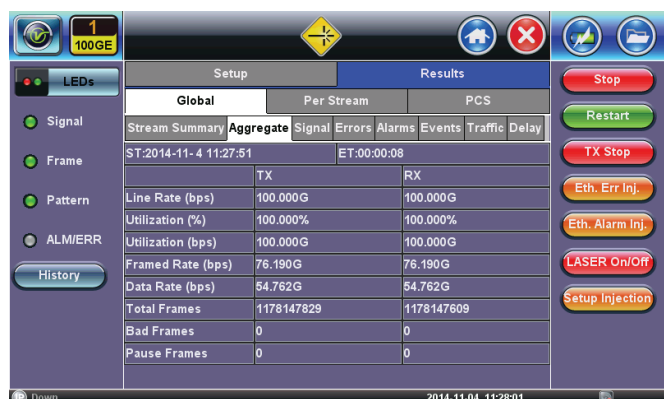 1
100GE
LEDs
Signal
Frame
Pattern
ALM/ERR
History
Setup Results
Global Per Stream PCS
Stream Summary Aggregate Signal Errors Alarms Events Traffic Delay
ST:2014-11- 4 11:27:51 ET:00:00:08
TX RX
Line Rate (bps) 100.000G 100.000G
Utilization (%) 100.000% 100.000%
Utilization (bps) 100.000G 100.000G
Framed Rate (bps) 76.190G 76.190G
Data Rate (bps) 54.762G 54.762G
Total Frames 1178147829 1178147609
Bad Frames 0 0
Pause Frames 0 0
Stop
Restart
TX Stop
Eth. Err Inj.
Eth. Alarm Inj.
LASER On/Off
Setup Injection
IP Down 2014-11-04 11:28:01